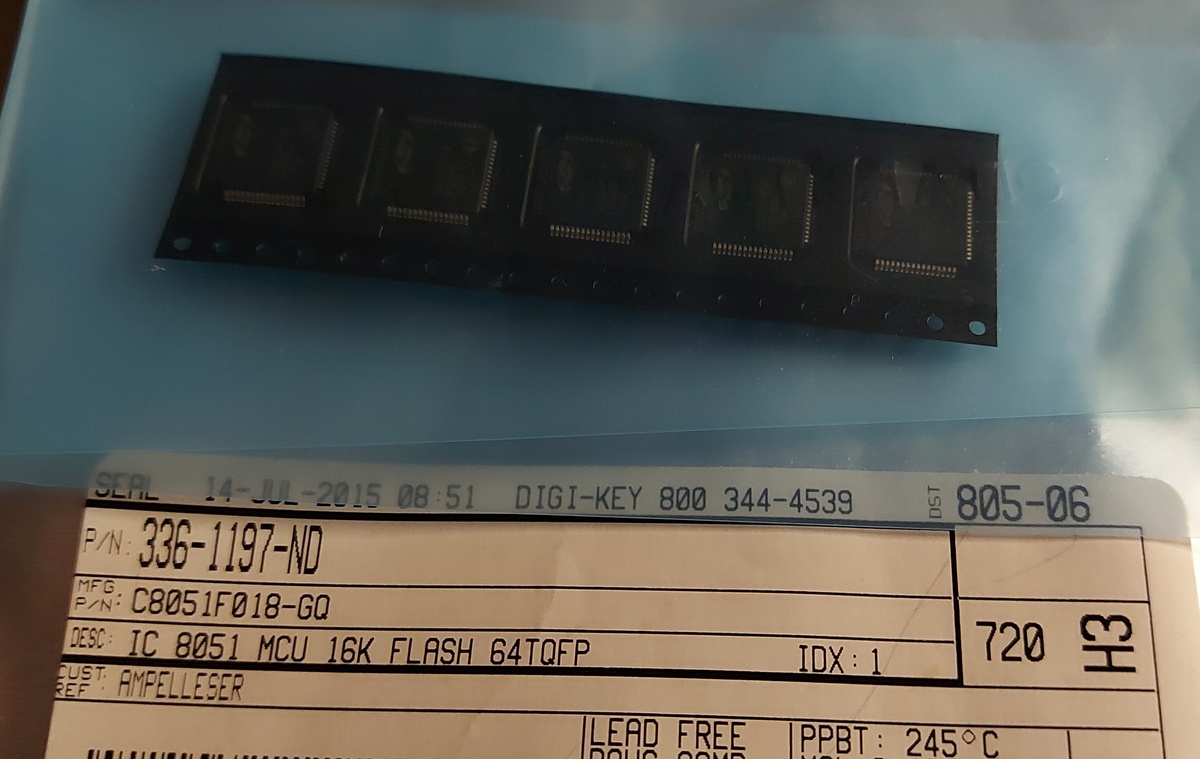 SEAL 14-JUL-2015 08:51 DIGI-KEY 800 344-4539 DST 805-06
P/N: 336-1197-ND
MFG P/N: C8051F018-GQ
DESC: IC 8051 MCU 16K FLASH 64TQFP IDX: 1
720 H3
CUST REF: AMPELLESER
LEAD FREE PPBT: 245°C